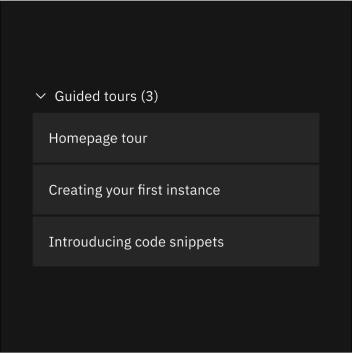 Guided tours (3)
Homepage tour
Creating your first instance
Introuducing code snippets